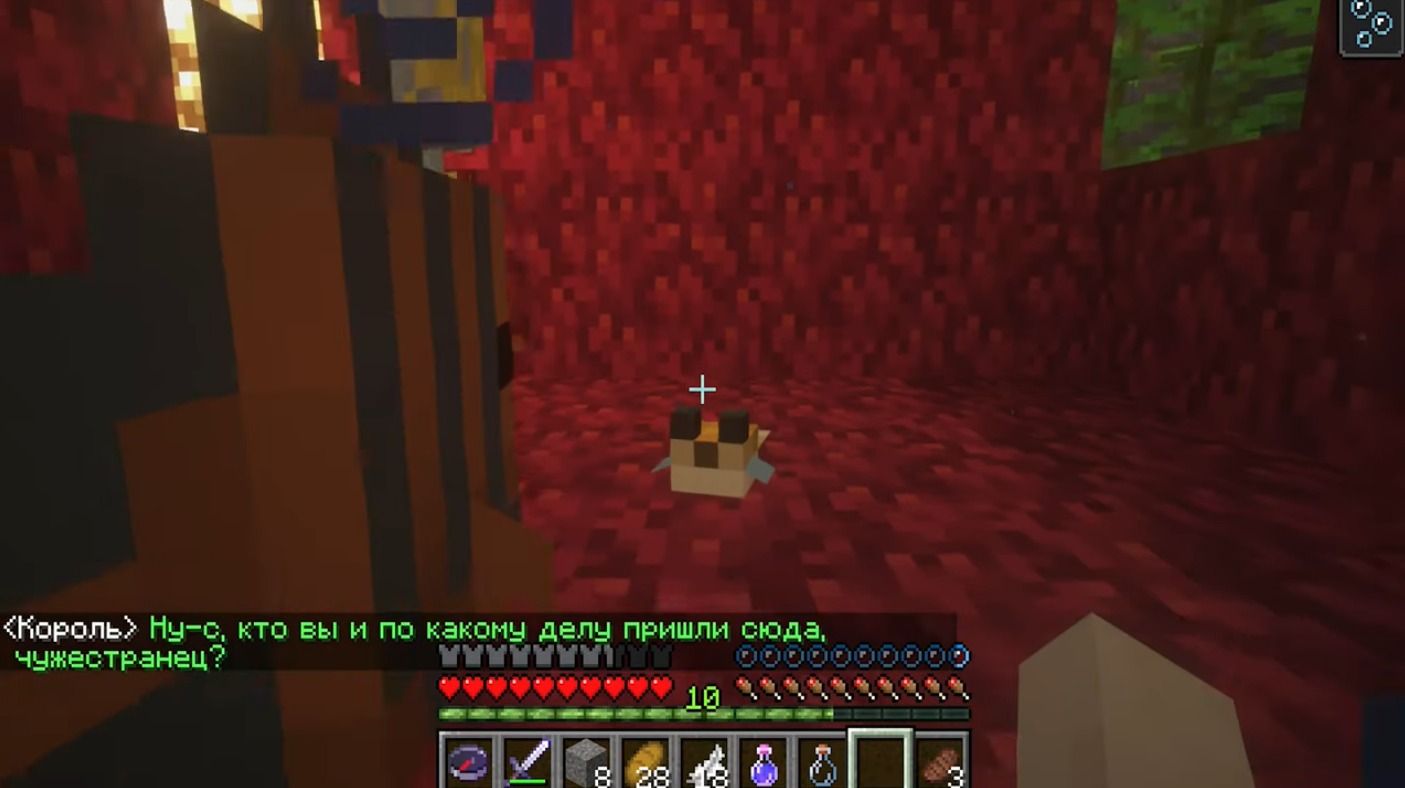 <Король> Ну-с, кто вы и по какому делу пришли сюда,
чужестранец?
10
8 28 18 3